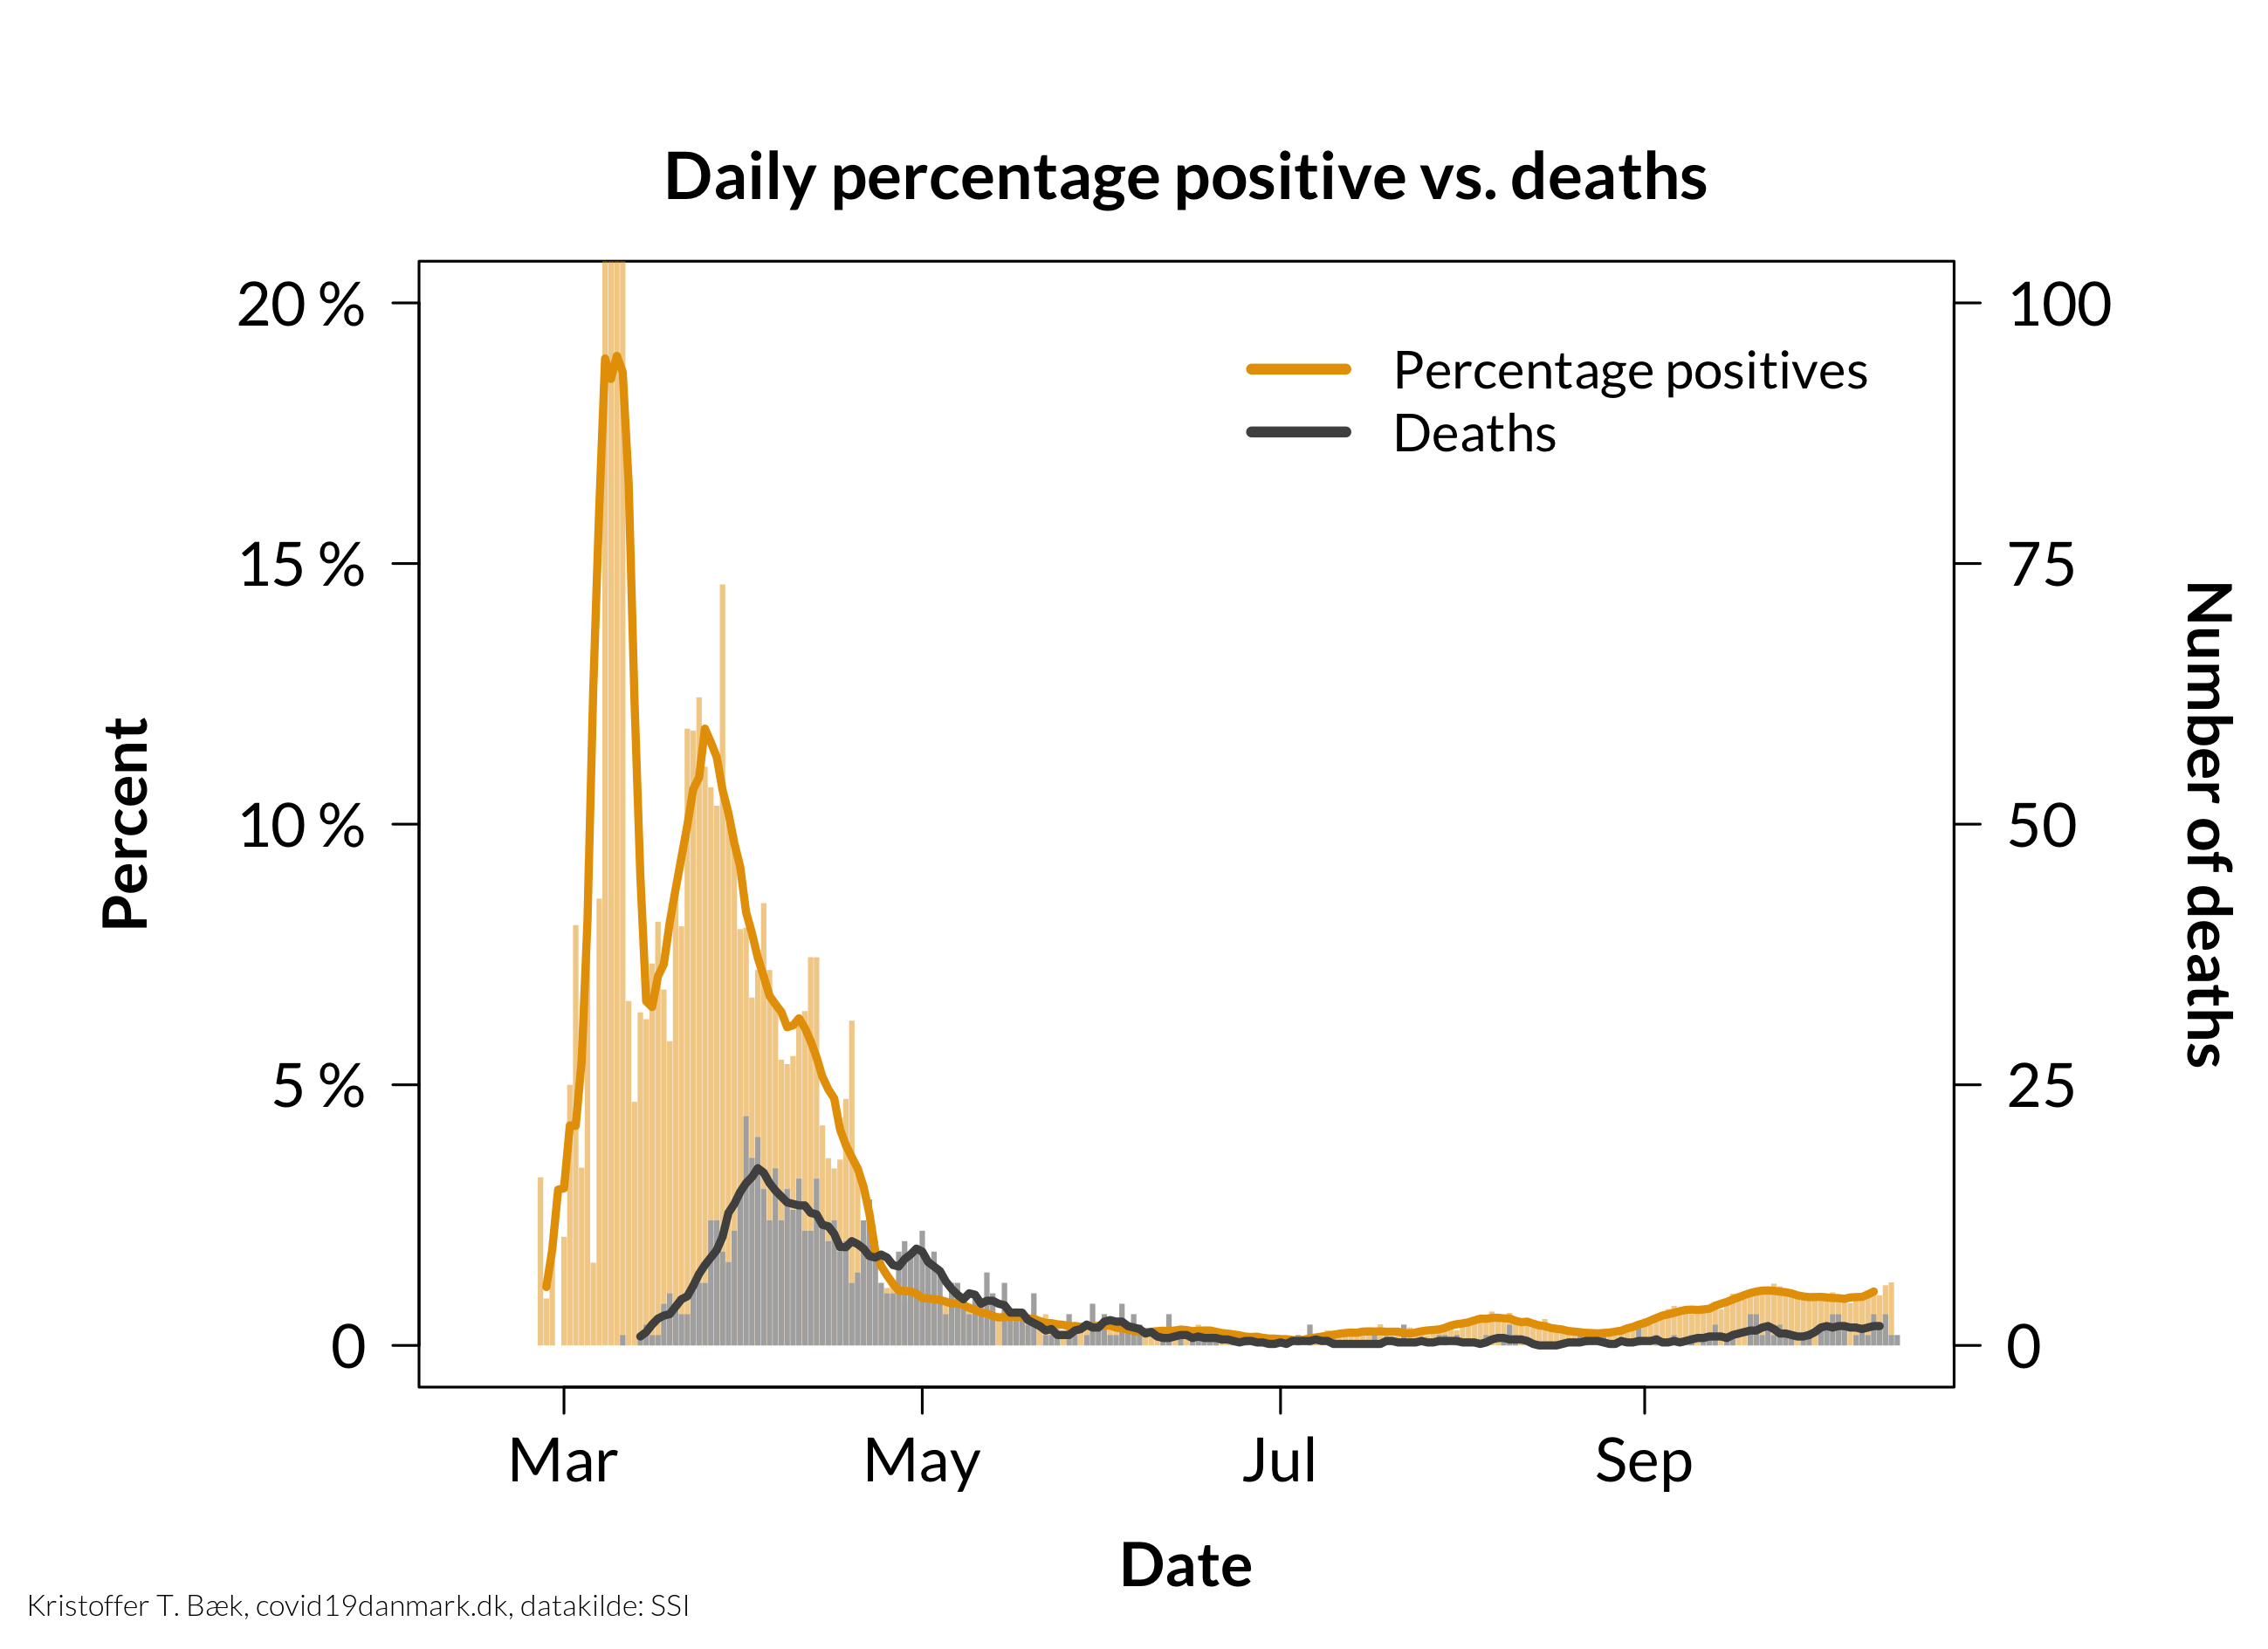 Daily percentage positive vs. deaths
20 %
15 %
10 %
5 %
0
Percent
Percentage positives
Deaths
100
75
50
25
0
Number of deaths
Mar
May
Jul
Sep
Date
Kristoffer T. Bæk, covid19danmark.dk, datakilde: SSI